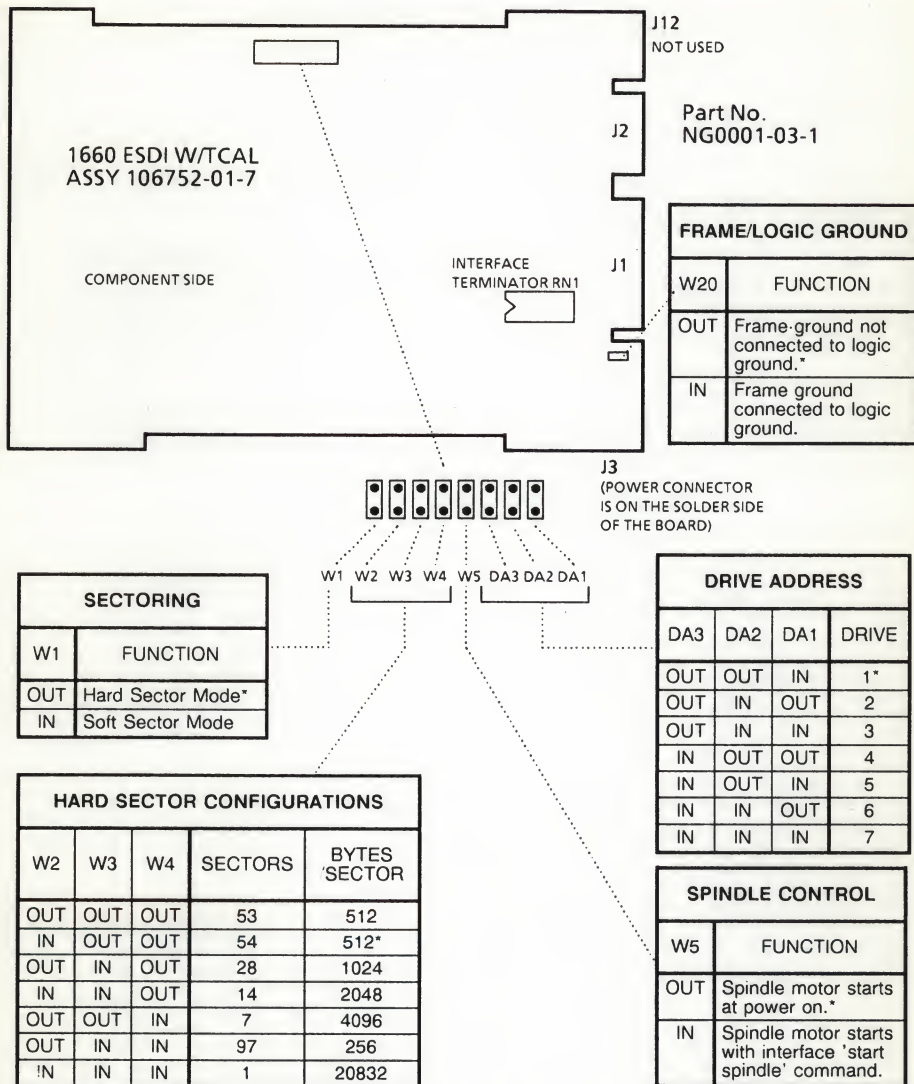 J12
NOT USED
J2
Part No.
NG0001-03-1
1660 ESDI W/TCAL
ASSY 106752-01-7
COMPONENT SIDE
INTERFACE
TERMINATOR RN1
J1
FRAME/LOGIC GROUND
W20 FUNCTION
OUT Frame·ground not
connected to logic
ground.*
IN Frame ground
connected to logic
ground.
J3
(POWER CONNECTOR
IS ON THE SOLDER SIDE
OF THE BOARD)
W1 W2 W3 W4 W5 DA3 DA2 DA1
SECTORING
W1 FUNCTION
OUT Hard Sector Mode*
IN Soft Sector Mode
DRIVE ADDRESS
DA3 DA2 DA1 DRIVE
OUT OUT IN 1*
OUT IN OUT 2
OUT IN IN 3
IN OUT OUT 4
IN OUT IN 5
IN IN OUT 6
IN IN IN 7
HARD SECTOR CONFIGURATIONS
W2 W3 W4 SECTORS BYTES
'SECTOR
OUT OUT OUT 53 512
IN OUT OUT 54 512*
OUT IN OUT 28 1024
IN IN OUT 14 2048
OUT OUT IN 7 4096
OUT IN IN 97 256
!N IN IN 1 20832
SPINDLE CONTROL
W5 FUNCTION
OUT Spindle motor starts
at power on.*
IN Spindle motor starts
with interface 'start
spindle' command.